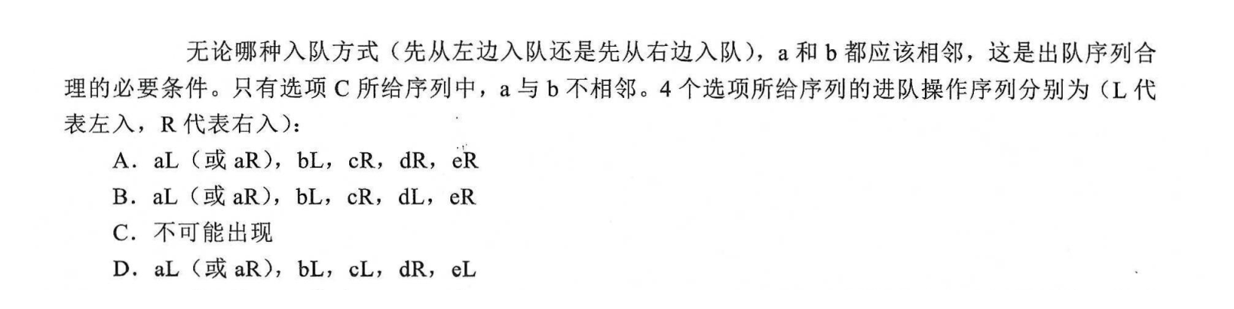 无论哪种入队方式（先从左边入队还是先从右边入队），a 和 b 都应该相邻，这是出队序列合
理的必要条件。只有选项 C 所给序列中，a 与 b 不相邻。4 个选项所给序列的进队操作序列分别为（L 代
表左入，R 代表右入）：
A．aL（或 aR），bL，cR，dR，eR
B．aL（或 aR），bL，cR，dL，eR
C．不可能出现
D．aL（或 aR），bL，cL，dR，eL